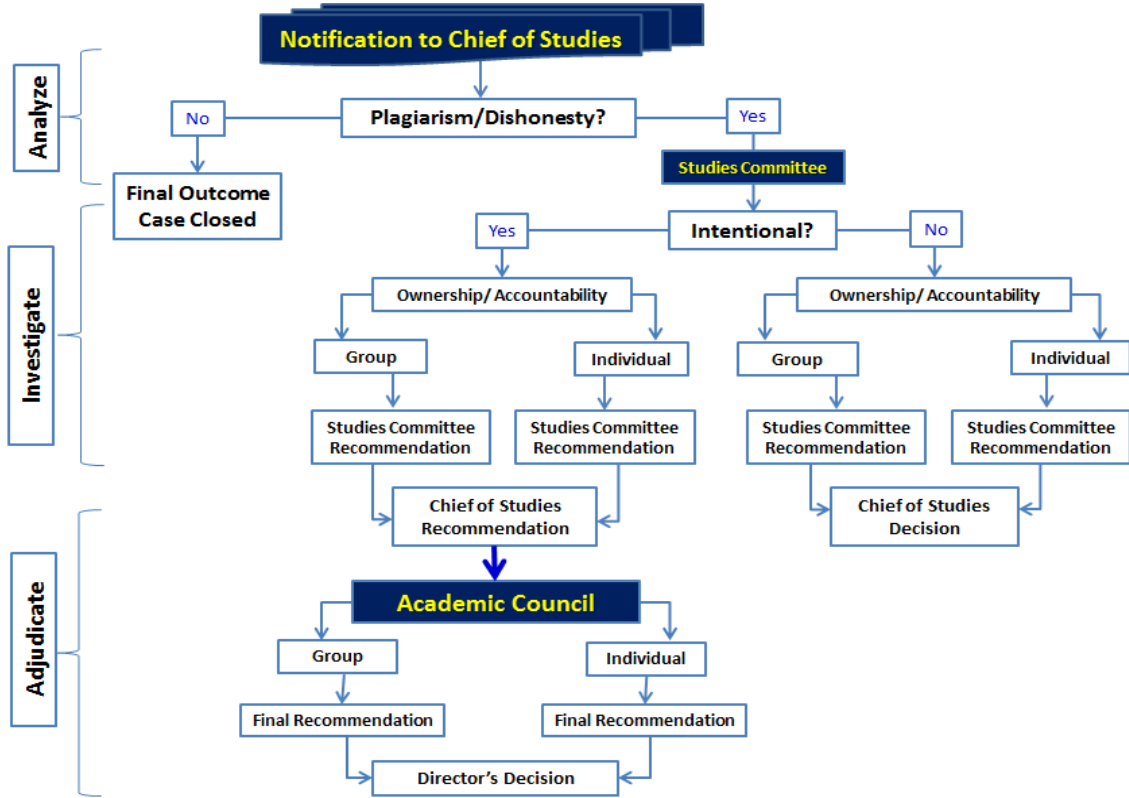 Notification to Chief of Studies
Analyze
No
Plagiarism/Dishonesty?
Yes
Studies Committee
Final Outcome
Case Closed
Investigate
Yes
Intentional?
No
Ownership/ Accountability
Ownership/ Accountability
Group
Individual
Group
Individual
Studies Committee
Recommendation
Studies Committee
Recommendation
Studies Committee
Recommendation
Studies Committee
Recommendation
Adjudicate
Chief of Studies
Recommendation
Chief of Studies
Decision
Academic Council
Group
Individual
Final Recommendation
Final Recommendation
Director's Decision